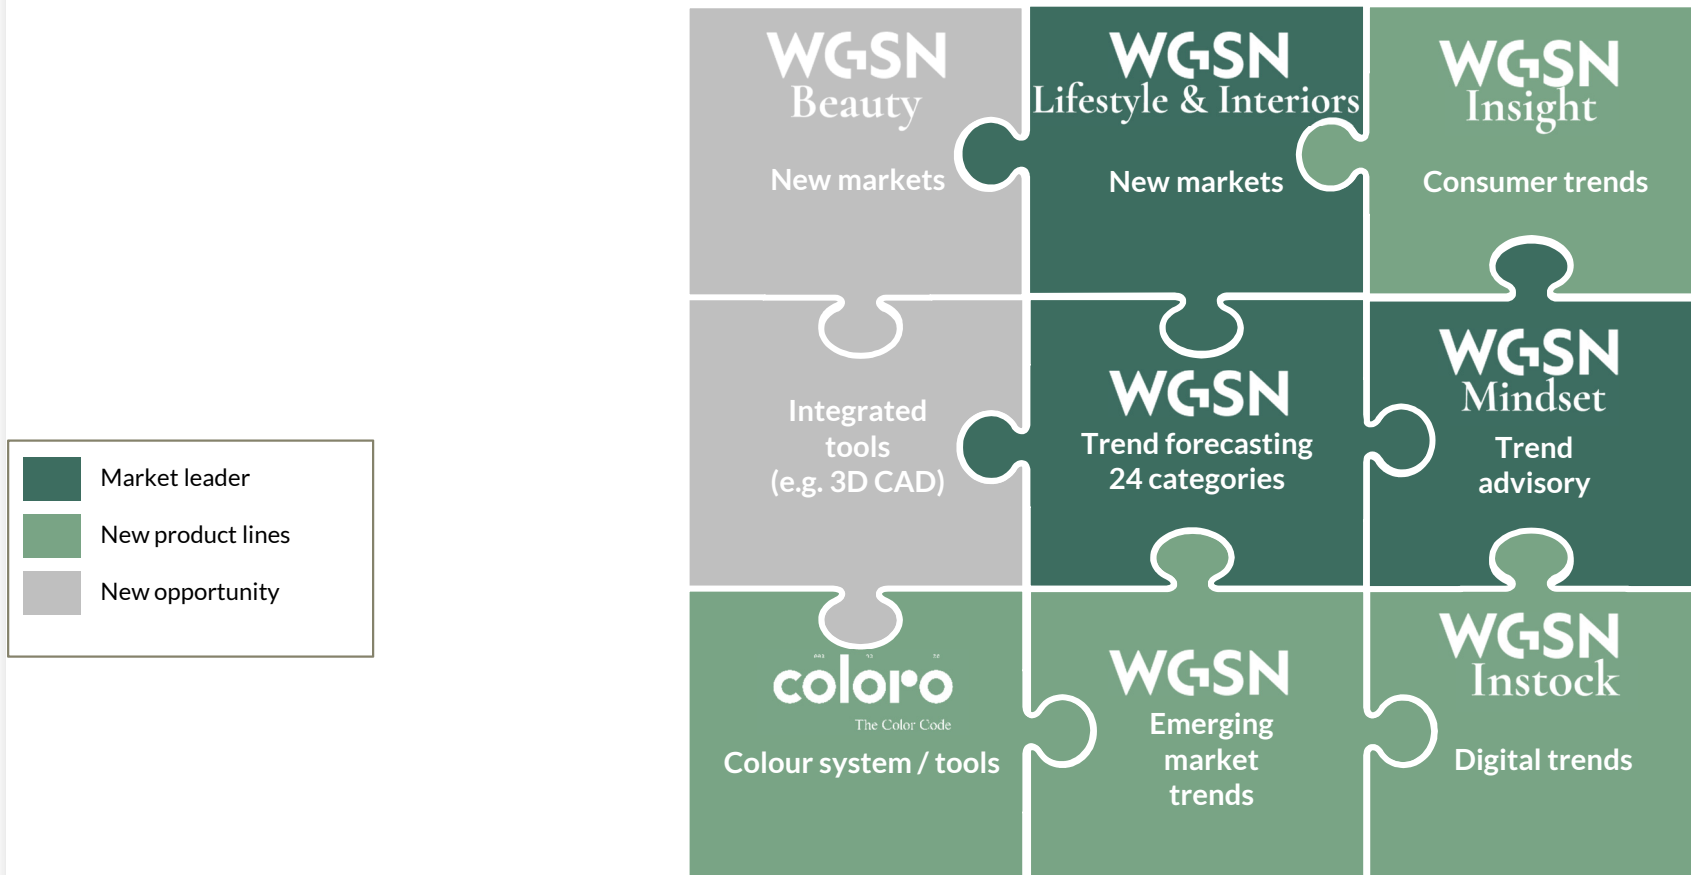 WGSN
Beauty
New markets
WGSN
Lifestyle & Interiors
New markets
WGSN
Insight
Consumer trends
Integrated
tools
(e.g. 3D CAD)
WGSN
Trend forecasting
24 categories
WGSN
Mindset
Trend
advisory
Market leader
New product lines
New opportunity
coloro
The Color Code
Colour system / tools
WGSN
Emerging
market
trends
WGSN
Instock
Digital trends